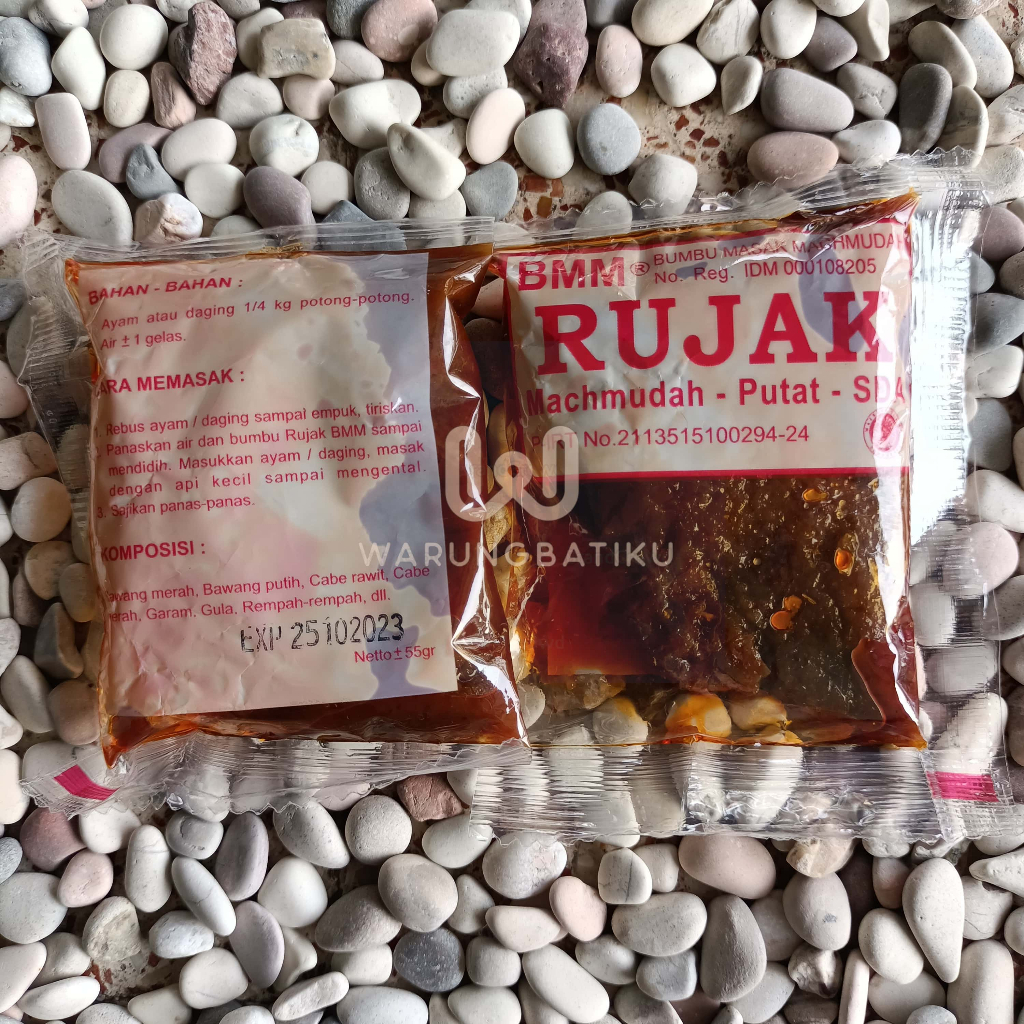 BAHAN - BAHAN :
Ayam atau daging 1/4 kg potong-potong.
Air ± 1 gelas.
CARA MEMASAK :
Rebus ayam / daging sampai empuk, tiriskan.
Panaskan air dan bumbu Rujak BMM sampai
mendidih. Masukkan ayam / daging, masak
dengan api kecil sampai mengental.
3. Sajikan panas-panas.
KOMPOSISI :
Bawang merah, Bawang putih, Cabe rawit, Cabe
merah, Garam, Gula, Rempah-rempah, dll.
EXP 25102023
Netto ± 55gr
BMM® BUMBU MASAK MACHMUDAH
No. Reg. IDM 000108205
RUJAK
Machmudah - Putat - SDA
P-IRT No.2113515100294-24
WARUNGBATIKU